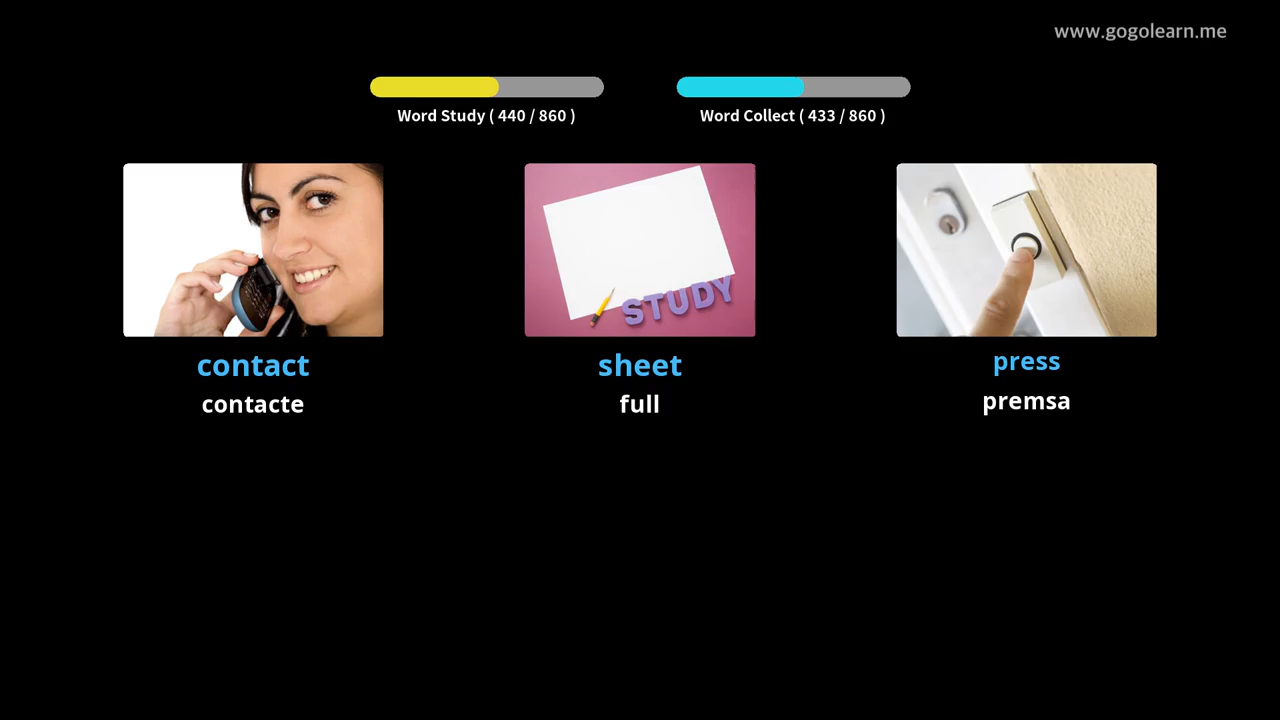 www.gogolearn.me
Word Study ( 440 / 860 )
Word Collect ( 433 / 860 )
STUDY
contact
sheet
press
contacte
full
premsa